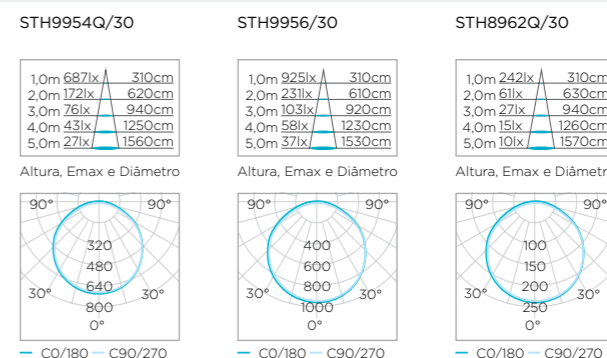 STH9954Q/30
1,0m 687lx 310cm
2,0m 172lx 620cm
3,0m 76lx 940cm
4,0m 43lx 1250cm
5,0m 27lx 1560cm
Altura, Emax e Diâmetro
90° 90°
320
480
640
30° 30°
800
0°
C0/180 C90/270
STH9956/30
1,0m 925lx 310cm
2,0m 231lx 610cm
3,0m 103lx 920cm
4,0m 58lx 1230cm
5,0m 37lx 1530cm
Altura, Emax e Diâmetro
90° 90°
400
600
800
30° 30°
1000
0°
C0/180 C90/270
STH8962Q/30
1,0m 242lx 310cm
2,0m 61lx 630cm
3,0m 27lx 940cm
4,0m 15lx 1260cm
5,0m 10lx 1570cm
Altura, Emax e Diâmetr
90° 90°
100
150
200
30° 30°
250
0°
C0/180 C90/270